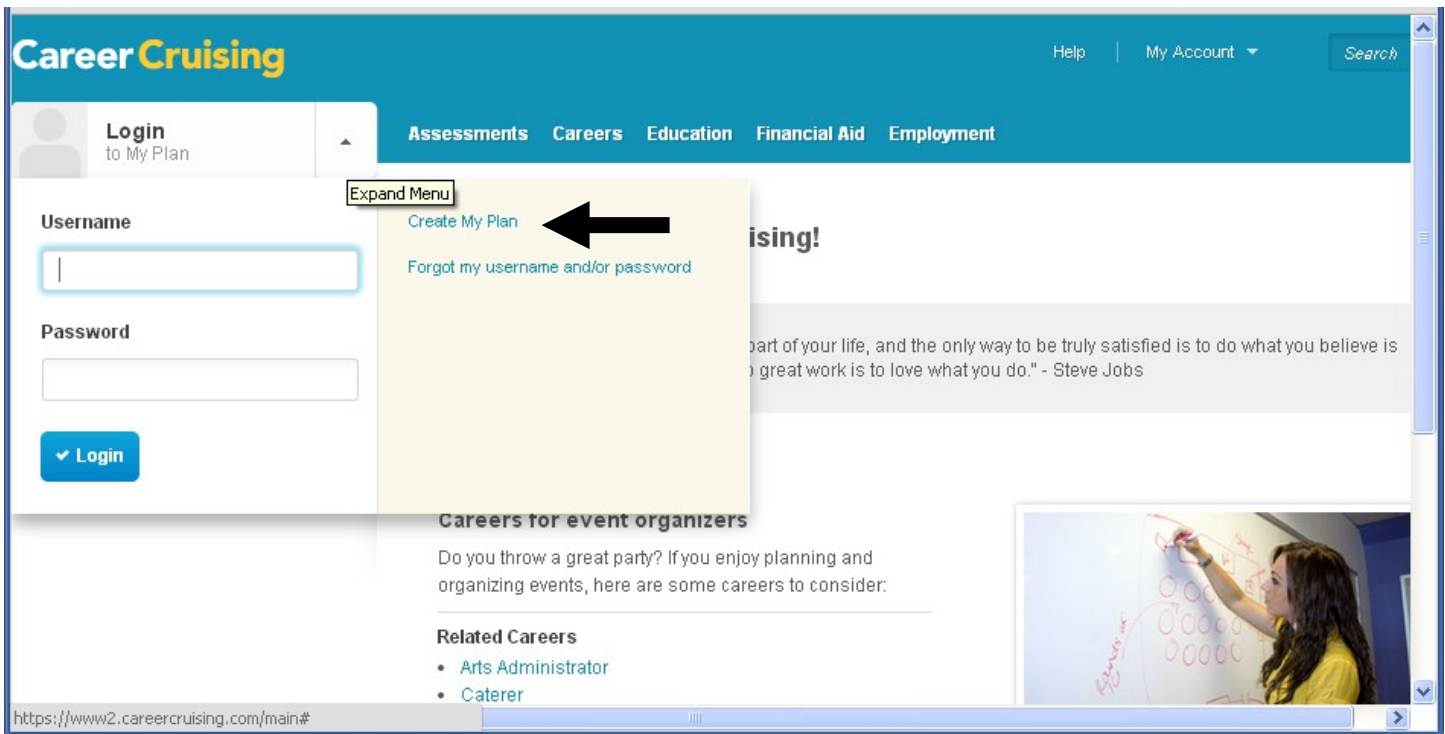 Career Cruising
Help
My Account
Search
Login
to My Plan
Assessments Careers Education Financial Aid Employment
Expand Menu
Username
Create My Plan
ising!
Forgot my username and/or password
Password
part of your life, and the only way to be truly satisfied is to do what you believe is
great work is to love what you do." - Steve Jobs
Login
Careers for event organizers
Do you throw a great party? If you enjoy planning and
organizing events, here are some careers to consider:
Related Careers
• Arts Administrator
• Caterer
https://www2.careercruising.com/main#